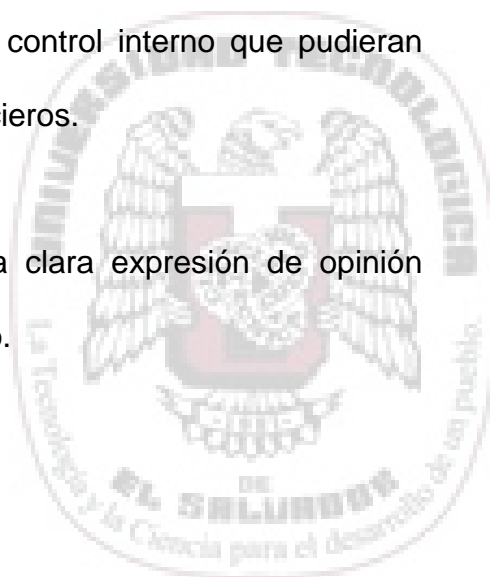 control interno que pudieran
cieros.
a clara expresión de opinión
o.
UNIVERSIDAD TECNOLOGICA
La Tecnología y la Ciencia para el desarrollo de un pueblo.
DE
EL SALVADOR